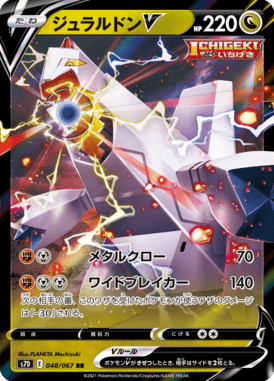 たね ジュラルドンV HP220
ICHIGEKI
いちげき
メタルクロー 70
ワイドブレイカー 140
次の相手の番、このワザを受けたポケモンが使うワザのダメージ
は「-30」される。
弱点 抵抗力 にげる
Illus. PLANETA Mochizuki
Vルール
ポケモンVがきぜつしたとき、相手はサイドを2枚とる。
s7D E 048/067 RR
©2021 Pokémon/Nintendo/Creatures/GAME FREAK.